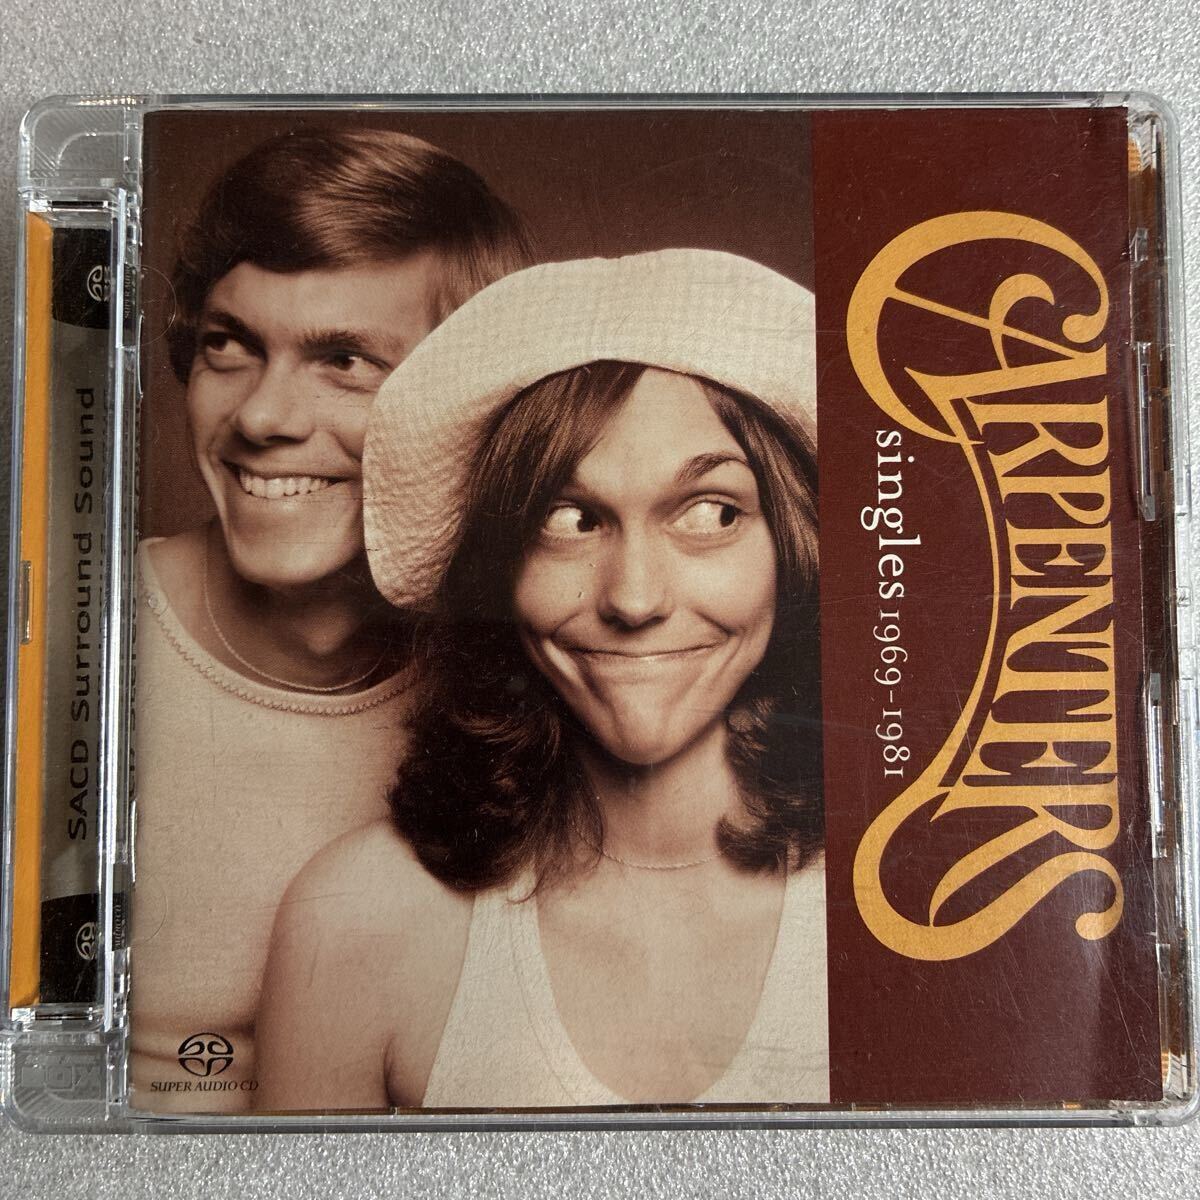 CARPENTERS
singles 1969-1981
SUPER AUDIO CD
SACD Surround Sound